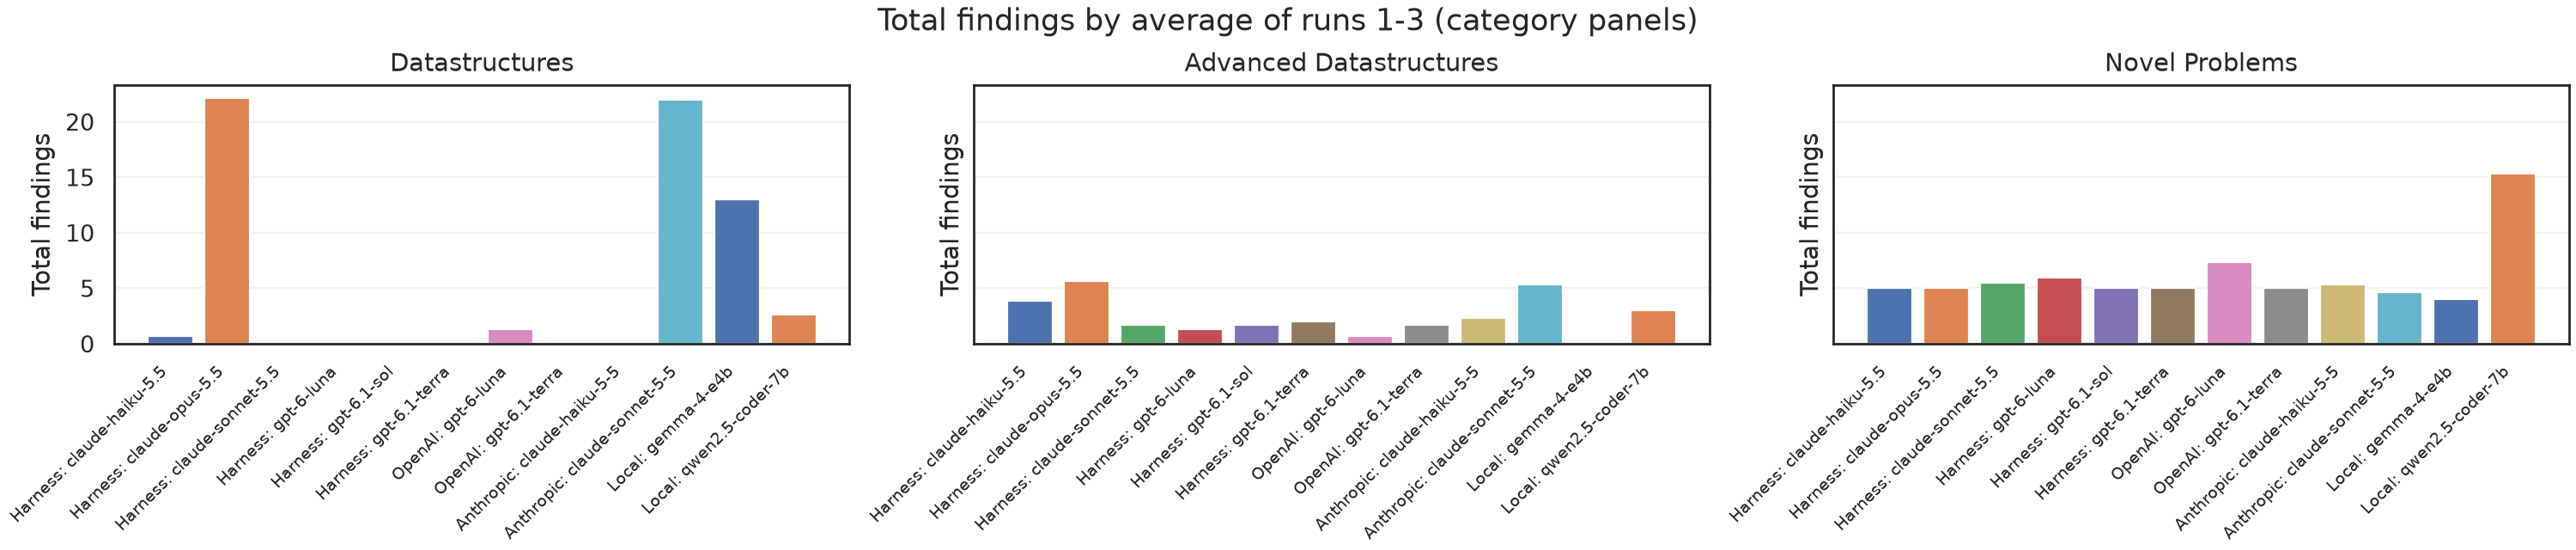 Total findings by average of runs 1-3 (category panels)
Datastructures
Total findings
20
15
10
5
0
Harness: claude-haiku-5.5
Harness: claude-opus-5.5
Harness: claude-sonnet-5.5
Harness: gpt-6-luna
Harness: gpt-6.1-sol
Harness: gpt-6.1-terra
OpenAI: gpt-6-luna
OpenAI: gpt-6.1-terra
Anthropic: claude-haiku-5-5
Anthropic: claude-sonnet-5-5
Local: gemma-4-e4b
Local: qwen2.5-coder-7b
Advanced Datastructures
Total findings
Harness: claude-haiku-5.5
Harness: claude-opus-5.5
Harness: claude-sonnet-5.5
Harness: gpt-6-luna
Harness: gpt-6.1-sol
Harness: gpt-6.1-terra
OpenAI: gpt-6-luna
OpenAI: gpt-6.1-terra
Anthropic: claude-haiku-5-5
Anthropic: claude-sonnet-5-5
Local: gemma-4-e4b
Local: qwen2.5-coder-7b
Novel Problems
Total findings
Harness: claude-haiku-5.5
Harness: claude-opus-5.5
Harness: claude-sonnet-5.5
Harness: gpt-6-luna
Harness: gpt-6.1-sol
Harness: gpt-6.1-terra
OpenAI: gpt-6-luna
OpenAI: gpt-6.1-terra
Anthropic: claude-haiku-5-5
Anthropic: claude-sonnet-5-5
Local: gemma-4-e4b
Local: qwen2.5-coder-7b